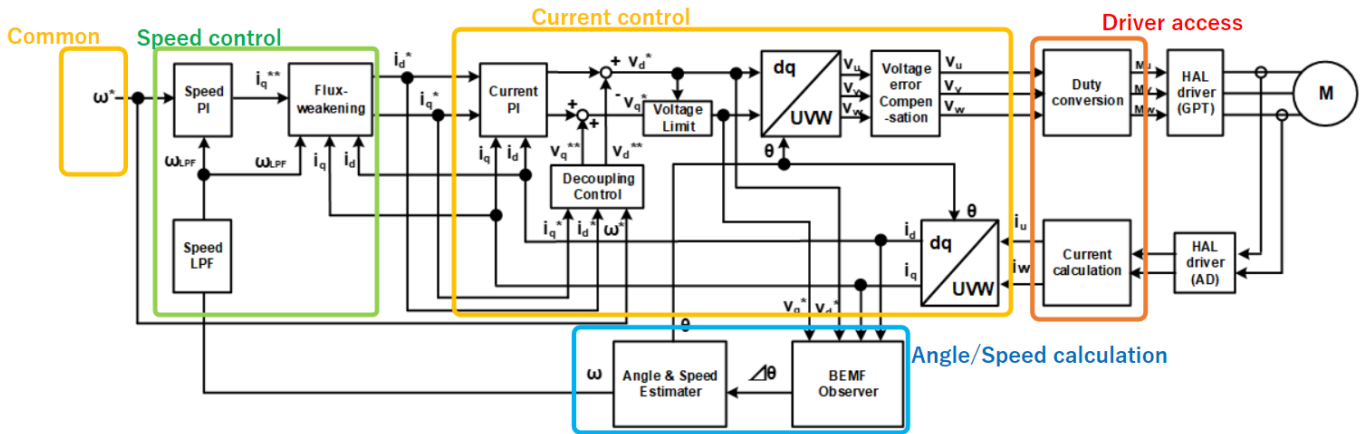 Common
Speed control
Current control
Driver access
ω*
Speed
PI
iq**
Flux-
weakening
id*
iq*
Current
PI
+
vd*
-
vq*
+
+
Voltage
Limit
dq
UVW
Vu
Vv
Vw
Voltage
error
Compen
-sation
Vu
Vv
Vw
Duty
conversion
Mu
Mv
Mw
HAL
driver
(GPT)
M
ωLPF
ωLPF
iq
id
iq
id
vq**
vd**
θ
Decoupling
Control
iq*
id*
ω*
Speed
LPF
θ
id
iq
dq
UVW
iu
iw
Current
calculation
HAL
driver
(AD)
θ
vq*
vd*
Angle/Speed calculation
ω
Angle & Speed
Estimater
⊿θ
BEMF
Observer